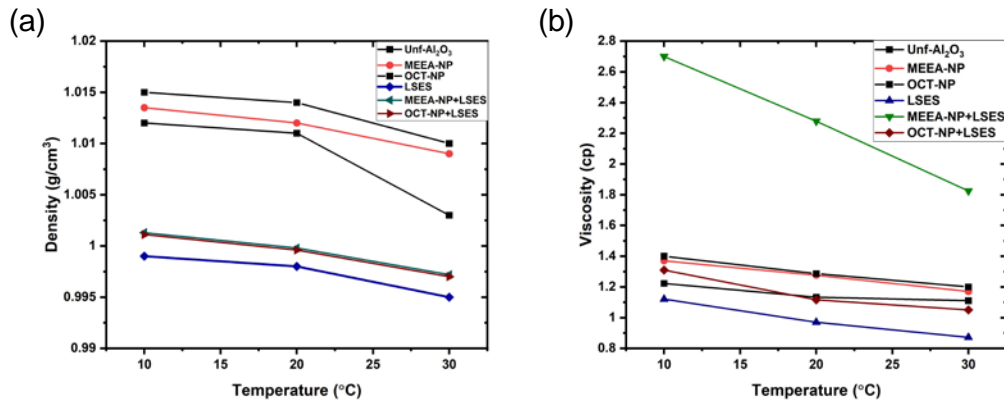 (a)
1.02
1.015
1.01
1.005
1
0.995
0.99
Density (g/cm³)
10
15
20
25
30
Temperature (°C)
Unf-Al₂O₃
MEEA-NP
OCT-NP
LSES
MEEA-NP+LSES
OCT-NP+LSES
(b)
2.8
2.6
2.4
2.2
2
1.8
1.6
1.4
1.2
1
0.8
Viscosity (cp)
10
15
20
25
30
Temperature (°C)
Unf-Al₂O₃
MEEA-NP
OCT-NP
LSES
MEEA-NP+LSES
OCT-NP+LSES